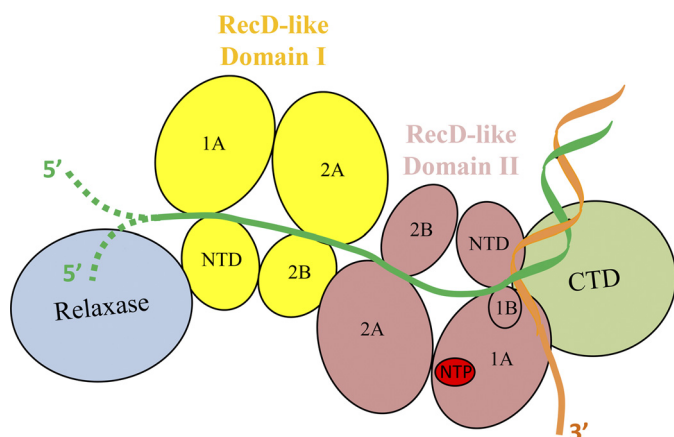 RecD-like
Domain I
RecD-like
Domain II
1A
2A
5’
2B
NTD
NTD
2B
5’
CTD
Relaxase
1B
2A
1A
NTP
3’